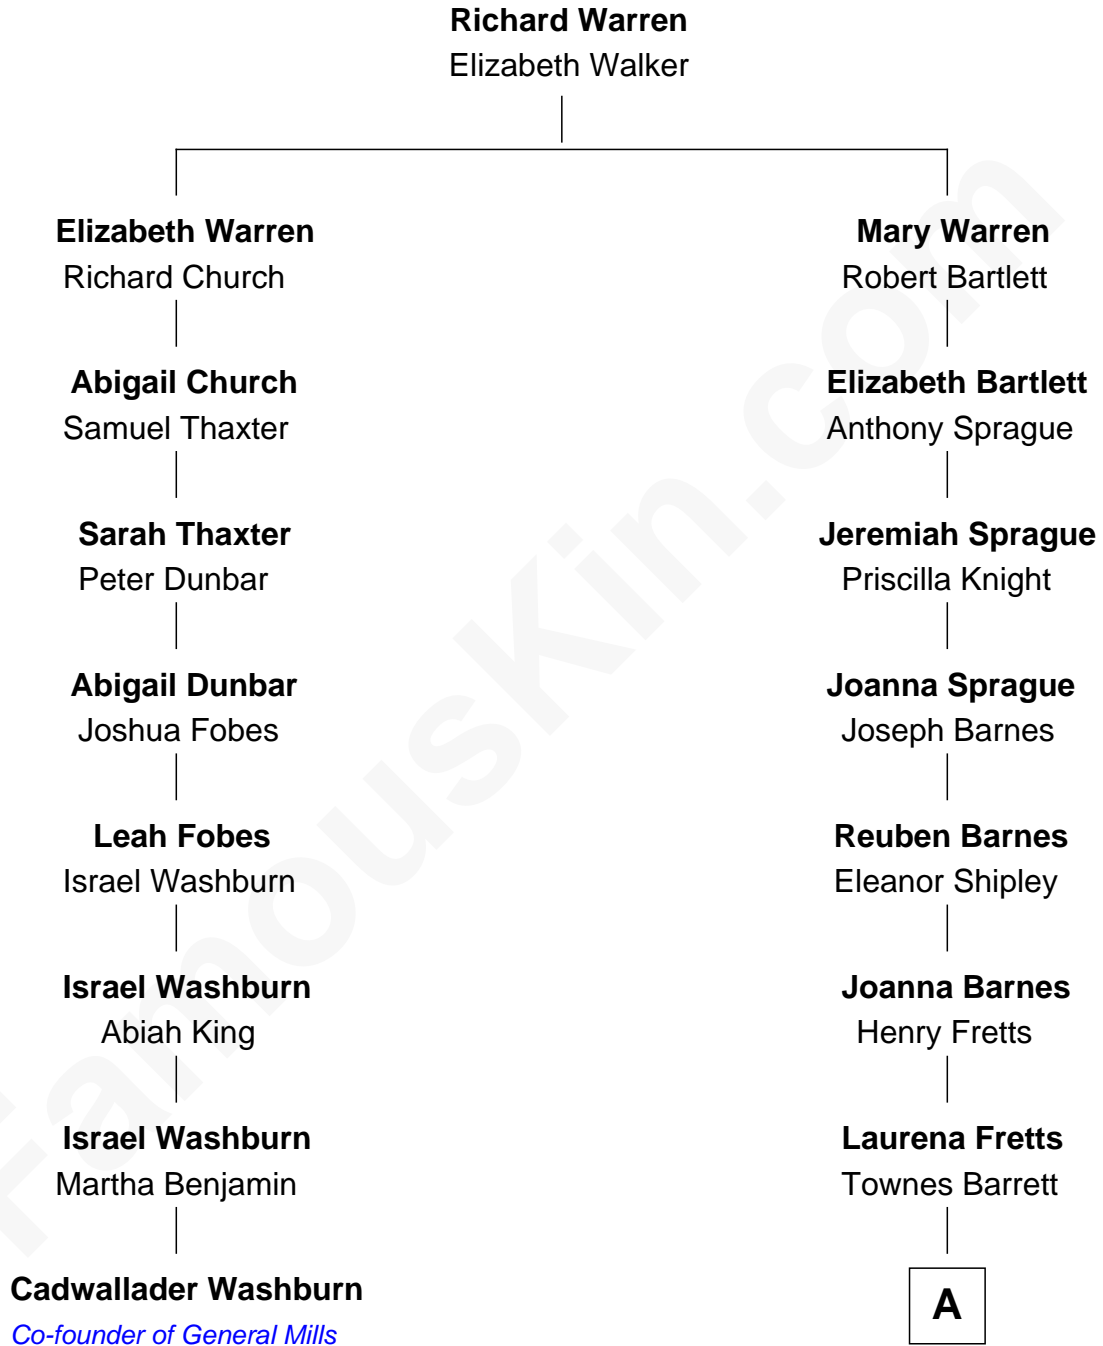 Richard Warren
Elizabeth Walker
Elizabeth Warren
Richard Church
Abigail Church
Samuel Thaxter
Sarah Thaxter
Peter Dunbar
Abigail Dunbar
Joshua Fobes
Leah Fobes
Israel Washburn
Israel Washburn
Abiah King
Israel Washburn
Martha Benjamin
Cadwallader Washburn
Co-founder of General Mills
Mary Warren
Robert Bartlett
Elizabeth Bartlett
Anthony Sprague
Jeremiah Sprague
Priscilla Knight
Joanna Sprague
Joseph Barnes
Reuben Barnes
Eleanor Shipley
Joanna Barnes
Henry Fretts
Laurena Fretts
Townes Barrett
A
FamousKin.com